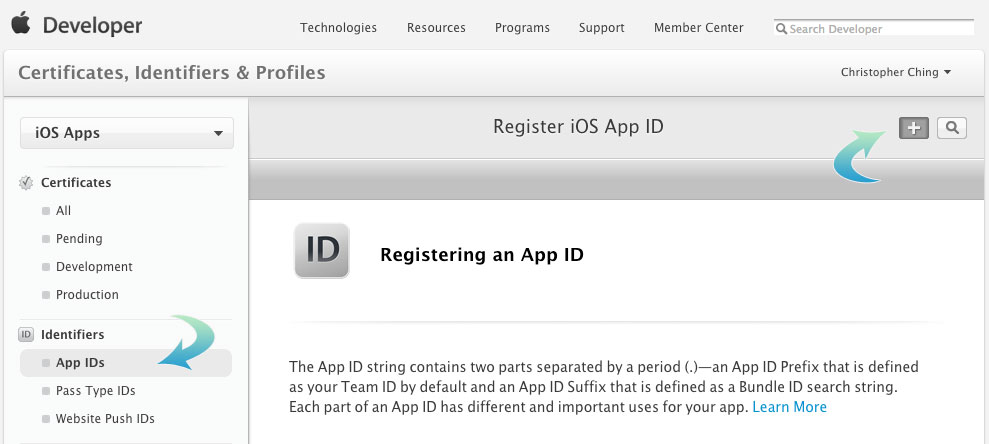 Developer
Technologies Resources Programs Support Member Center Search Developer
Certificates, Identifiers & Profiles
Christopher Ching
iOS Apps
Register iOS App ID
Certificates
All
Pending
Development
Production
ID Identifiers
App IDs
Pass Type IDs
Website Push IDs
ID
Registering an App ID
The App ID string contains two parts separated by a period (.)—an App ID Prefix that is defined
as your Team ID by default and an App ID Suffix that is defined as a Bundle ID search string.
Each part of an App ID has different and important uses for your app. Learn More